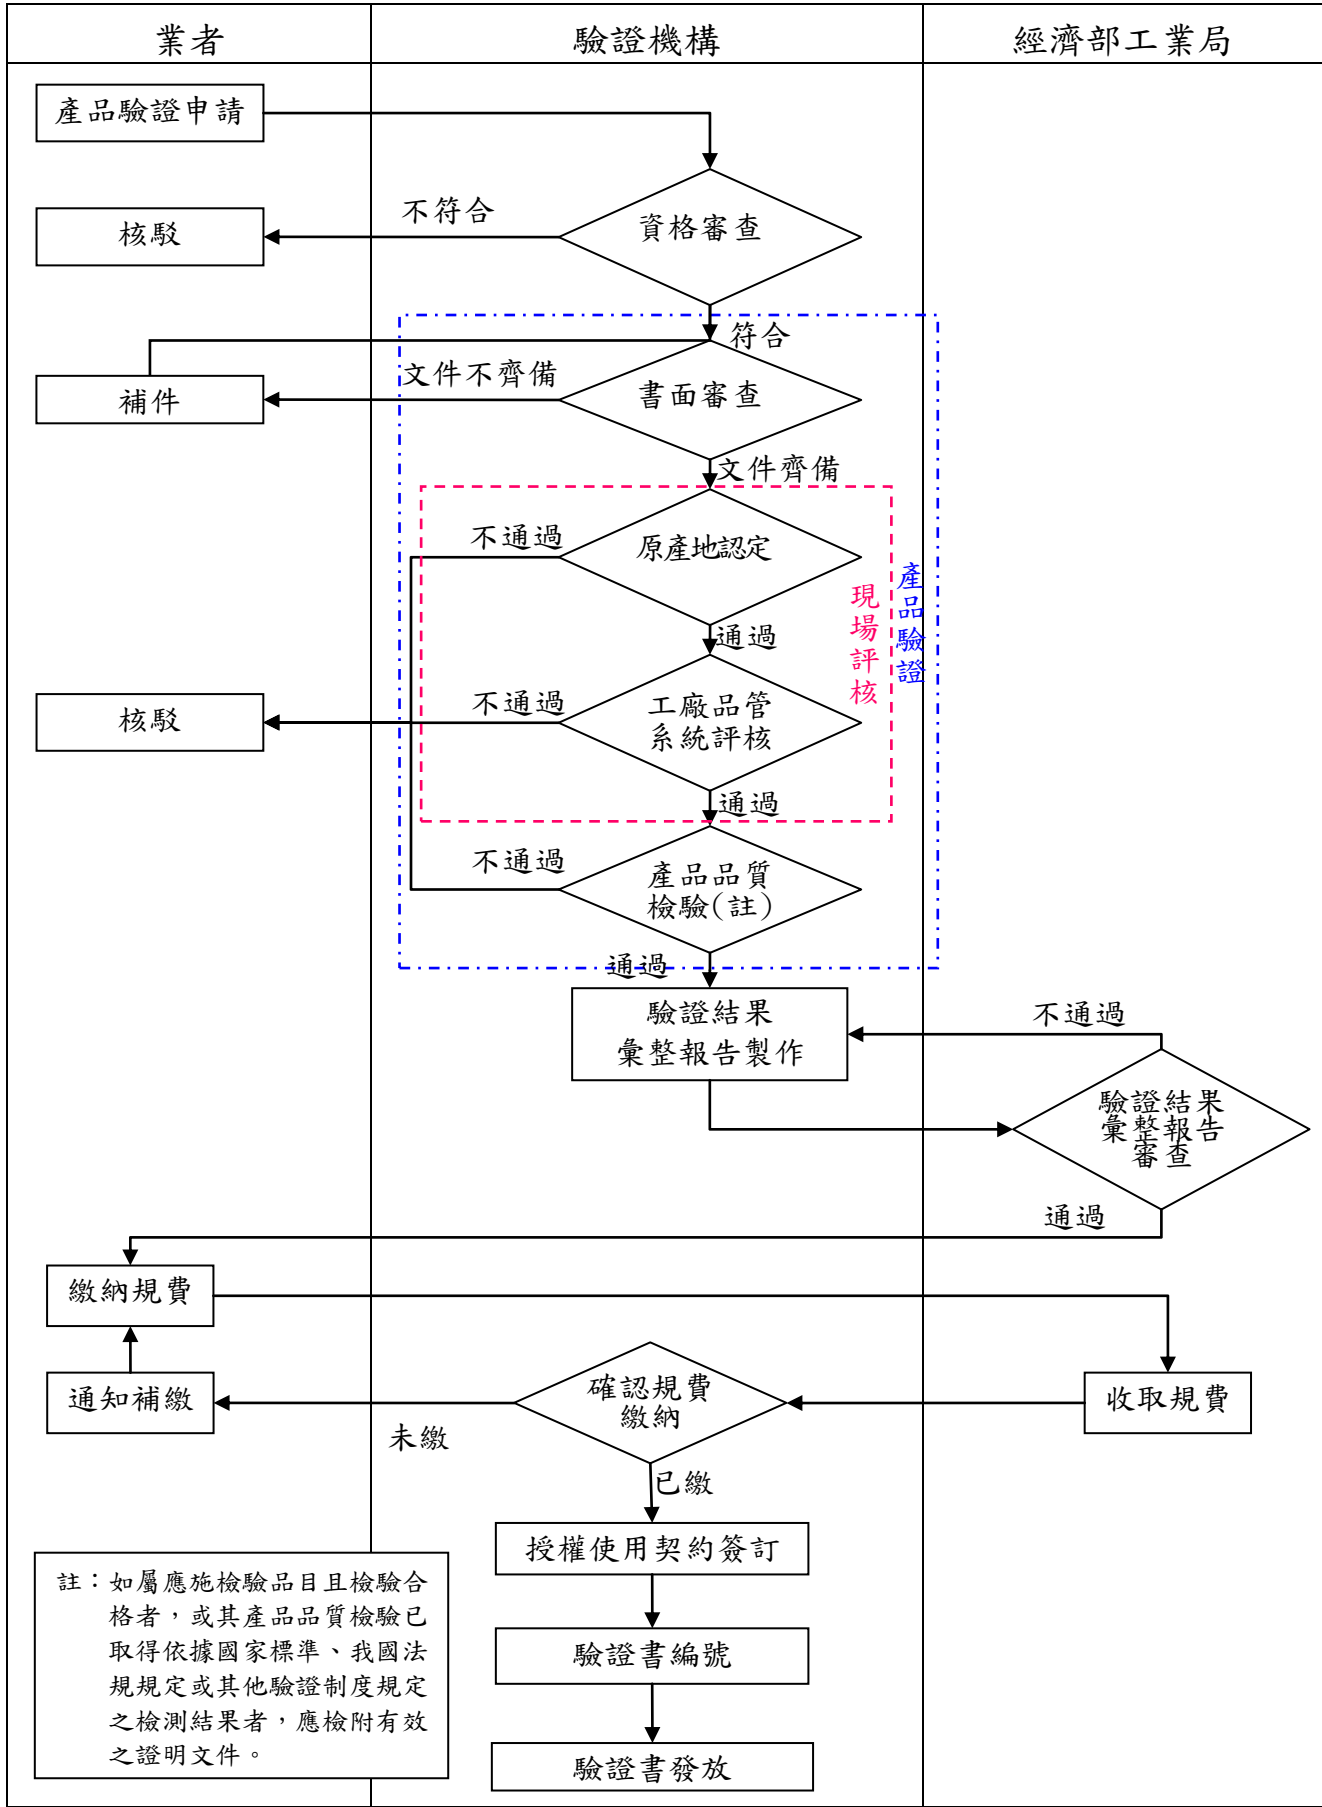 業者
驗證機構
經濟部工業局
產品驗證申請
資格審查
不符合
核駁
符合
書面審查
文件不齊備
補件
文件齊備
原產地認定
不通過
通過
現場評核
產品驗證
工廠品管
系統評核
不通過
核駁
通過
產品品質
檢驗(註)
不通過
通過
驗證結果
彙整報告製作
不通過
驗證結果
彙整報告
審查
通過
繳納規費
通知補繳
確認規費
繳納
收取規費
未繳
已繳
授權使用契約簽訂
驗證書編號
驗證書發放
註：如屬應施檢驗品目且檢驗合
格者，或其產品品質檢驗已
取得依據國家標準、我國法
規規定或其他驗證制度規定
之檢測結果者，應檢附有效
之證明文件。